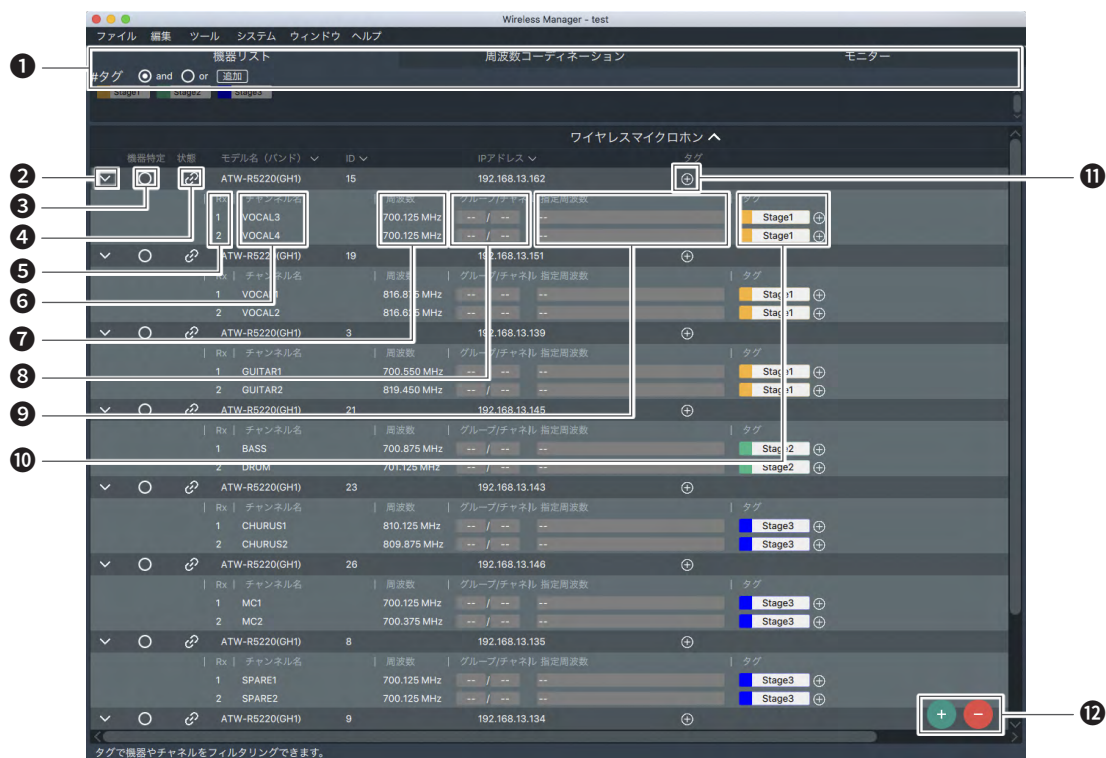 Wireless Manager - test
ファイル 編集 ツール システム ウィンドウ ヘルプ
❶ 機器リスト 周波数コーディネーション モニター
#タグ and or 追加
Stage1 Stage2 Stage3
ワイヤレスマイクロホン
機器特定 状態 モデル名（バンド） ID IPアドレス タグ
❷ ATW-R5220(GH1) 15 192.168.13.162 ⓫
❸
Rx | チャンネル名 | 周波数 | グループ/チャネル 指定周波数 | タグ
❹
1 VOCAL3 700.125 MHz -- / -- -- Stage1
2 VOCAL4 700.125 MHz -- / -- -- Stage1
❺ ATW-R5220(GH1) 19 192.168.13.151
Rx | チャンネル名 | 周波数 | グループ/チャネル 指定周波数 | タグ
❻ 1 VOCAL1 816.875 MHz -- / -- -- Stage1
2 VOCAL2 816.625 MHz -- / -- -- Stage1
❼ ATW-R5220(GH1) 3 192.168.13.139
Rx | チャンネル名 | 周波数 | グループ/チャネル 指定周波数 | タグ
❽ 1 GUITAR1 700.550 MHz -- / -- -- Stage1
2 GUITAR2 819.450 MHz -- / -- -- Stage1
❾ ATW-R5220(GH1) 21 192.168.13.145
Rx | チャンネル名 | 周波数 | グループ/チャネル 指定周波数 | タグ
1 BASS 700.875 MHz -- / -- -- Stage2
❿ 2 DRUM 701.125 MHz -- / -- -- Stage2
ATW-R5220(GH1) 23 192.168.13.143
Rx | チャンネル名 | 周波数 | グループ/チャネル 指定周波数 | タグ
1 CHURUS1 810.125 MHz -- / -- -- Stage3
2 CHURUS2 809.875 MHz -- / -- -- Stage3
ATW-R5220(GH1) 26 192.168.13.146
Rx | チャンネル名 | 周波数 | グループ/チャネル 指定周波数 | タグ
1 MC1 700.125 MHz -- / -- -- Stage3
2 MC2 700.375 MHz -- / -- -- Stage3
ATW-R5220(GH1) 8 192.168.13.135
Rx | チャンネル名 | 周波数 | グループ/チャネル 指定周波数 | タグ
1 SPARE1 700.125 MHz -- / -- -- Stage3
2 SPARE2 700.125 MHz -- / -- -- Stage3
ATW-R5220(GH1) 9 192.168.13.134 + − ⓬
タグで機器やチャネルをフィルタリングできます。